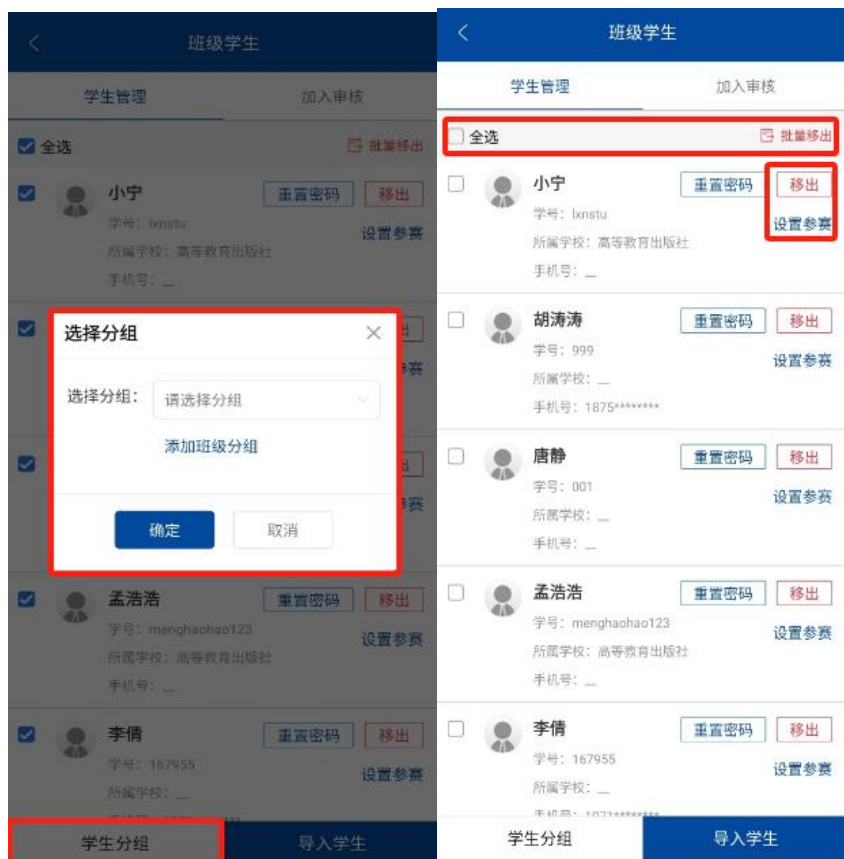 班级学生
学生管理 加入审核
全选 批量移出
小宁 重置密码 移出
学号：lxnstu 设置参赛
所属学校：高等教育出版社
手机号：__
出
赛
选择分组
选择分组： 请选择分组
添加班级分组
出
赛
确定 取消
孟浩浩 重置密码 移出
学号：menghaohao123 设置参赛
所属学校：高等教育出版社
手机号：__
李倩 重置密码 移出
学号：167955 设置参赛
所属学校：__
学生分组 导入学生
班级学生
学生管理 加入审核
全选 批量移出
小宁 重置密码 移出
学号：lxnstu 设置参赛
所属学校：高等教育出版社
手机号：__
胡涛涛 重置密码 移出
学号：999 设置参赛
所属学校：__
手机号：1875********
唐静 重置密码 移出
学号：001 设置参赛
所属学校：__
手机号：__
孟浩浩 重置密码 移出
学号：menghaohao123 设置参赛
所属学校：高等教育出版社
手机号：__
李倩 重置密码 移出
学号：167955 设置参赛
所属学校：__
手机号：1971********
学生分组 导入学生